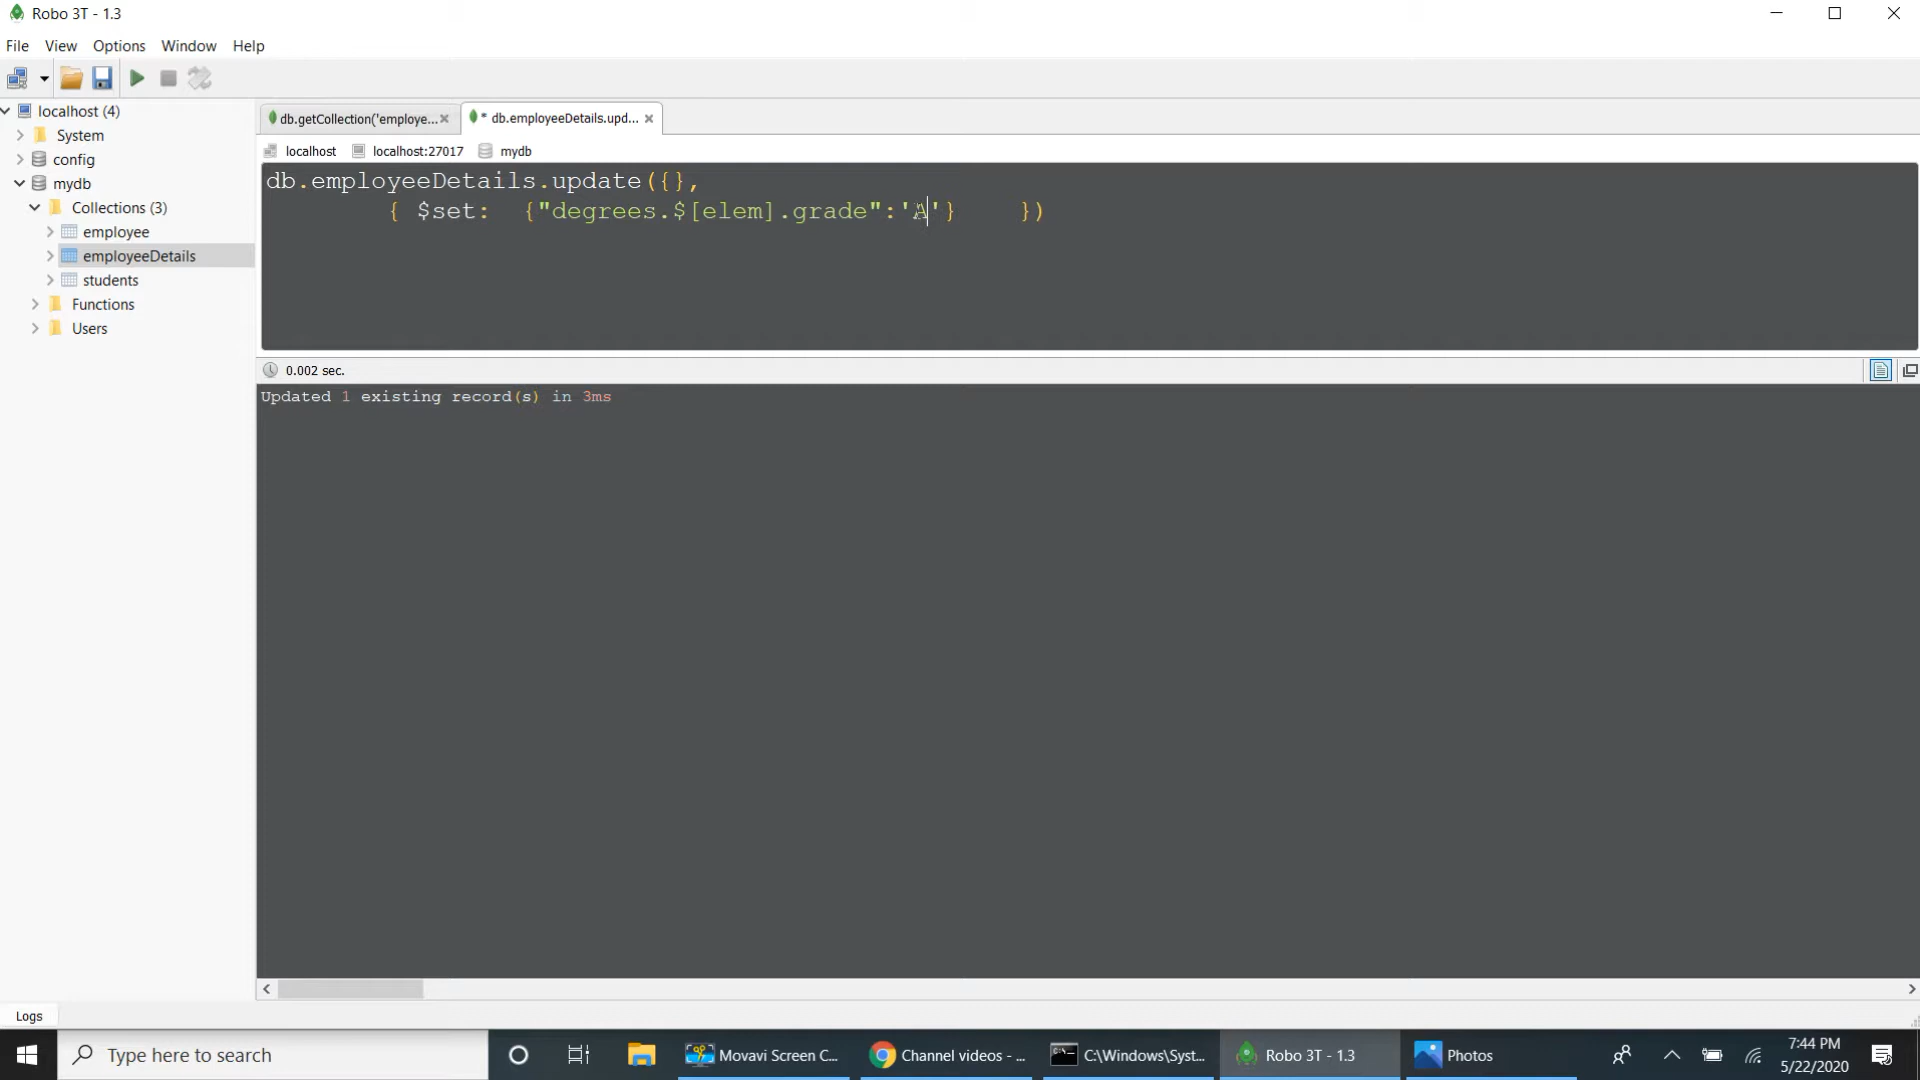 Robo 3T - 1.3
File View Options Window Help
localhost (4)
System
config
mydb
Collections (3)
employee
employeeDetails
students
Functions
Users
db.getCollection('employe...
* db.employeeDetails.upd...
localhost localhost:27017 mydb
db.employeeDetails.update({},
{ $set: {"degrees.$[elem].grade":'A'} })
0.002 sec.
Updated 1 existing record(s) in 3ms
Logs
Type here to search
Movavi Screen C...
Channel videos - ...
C:\Windows\Syst...
Robo 3T - 1.3
Photos
7:44 PM
5/22/2020